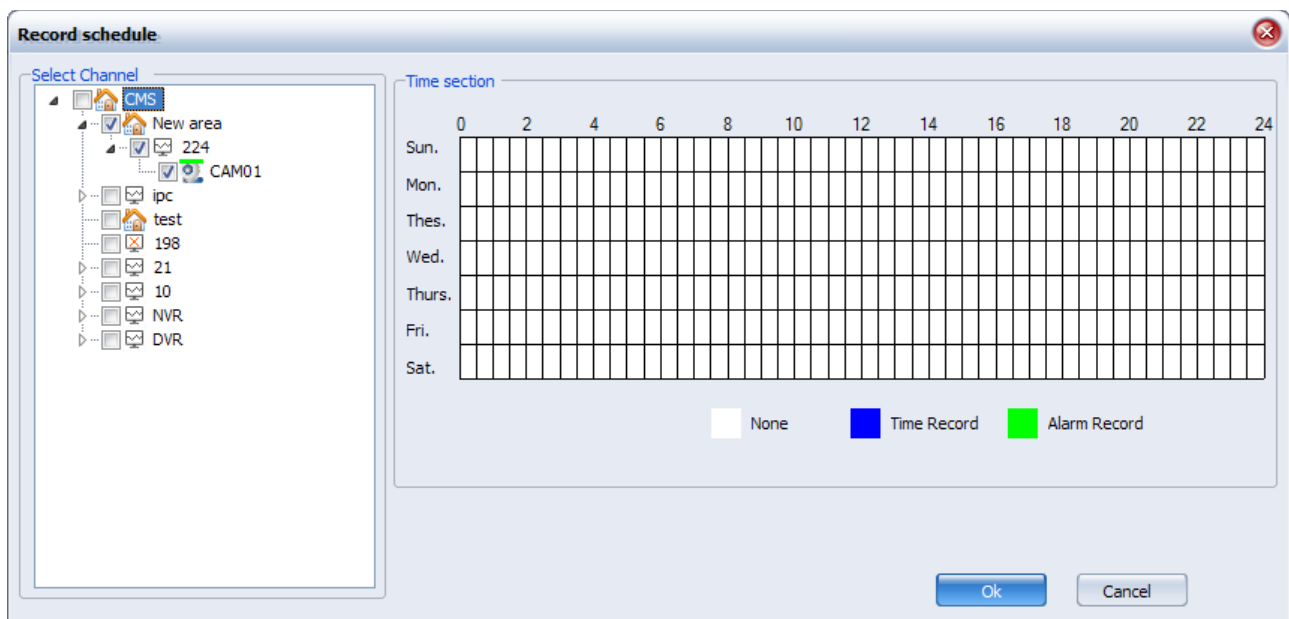 Record schedule
Select Channel
CMS
New area
224
CAM01
ipc
test
198
21
10
NVR
DVR
Time section
0 2 4 6 8 10 12 14 16 18 20 22 24
Sun.
Mon.
Thes.
Wed.
Thurs.
Fri.
Sat.
None Time Record Alarm Record
Ok Cancel